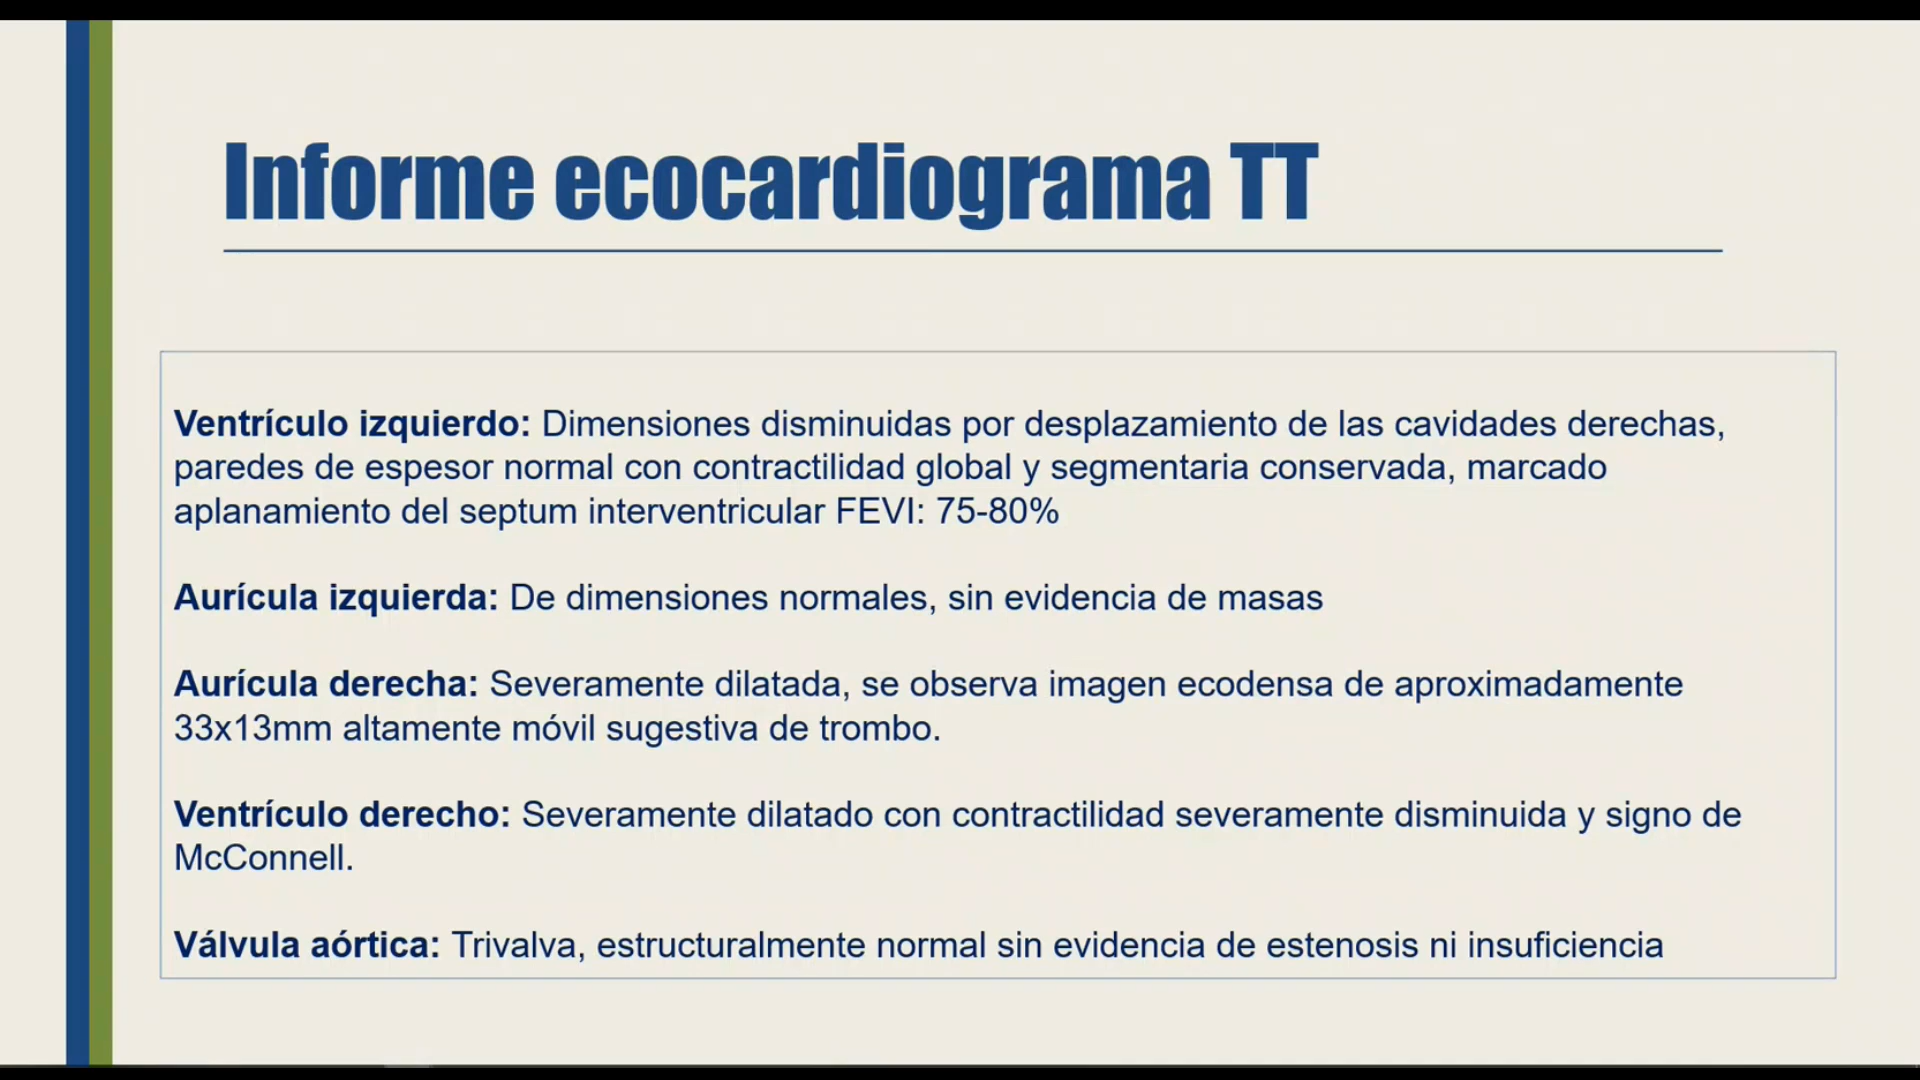 Informe ecocardiograma TT
Ventrículo izquierdo: Dimensiones disminuidas por desplazamiento de las cavidades derechas,
paredes de espesor normal con contractilidad global y segmentaria conservada, marcado
aplanamiento del septum interventricular FEVI: 75-80%
Aurícula izquierda: De dimensiones normales, sin evidencia de masas
Aurícula derecha: Severamente dilatada, se observa imagen ecodensa de aproximadamente
33x13mm altamente móvil sugestiva de trombo.
Ventrículo derecho: Severamente dilatado con contractilidad severamente disminuida y signo de
McConnell.
Válvula aórtica: Trivalva, estructuralmente normal sin evidencia de estenosis ni insuficiencia